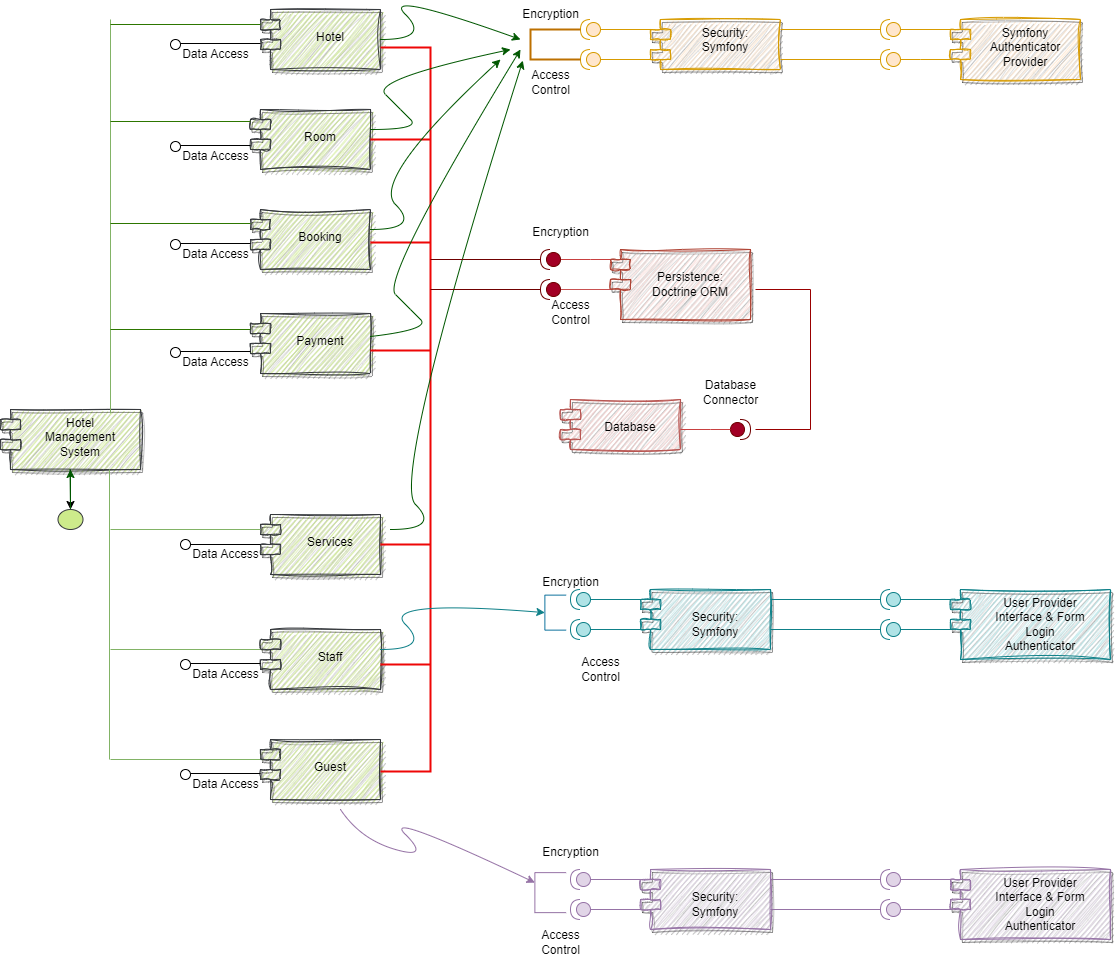 Encryption
Hotel
Data Access
Access
Control
Security:
Symfony
Symfony
Authenticator
Provider
Room
Data Access
Booking
Data Access
Encryption
Access
Control
Persistence:
Doctrine ORM
Payment
Data Access
Hotel
Management
System
Database
Connector
Database
Services
Data Access
Staff
Data Access
Encryption
Access
Control
Security:
Symfony
User Provider
Interface & Form
Login
Authenticator
Guest
Data Access
Encryption
Access
Control
Security:
Symfony
User Provider
Interface & Form
Login
Authenticator